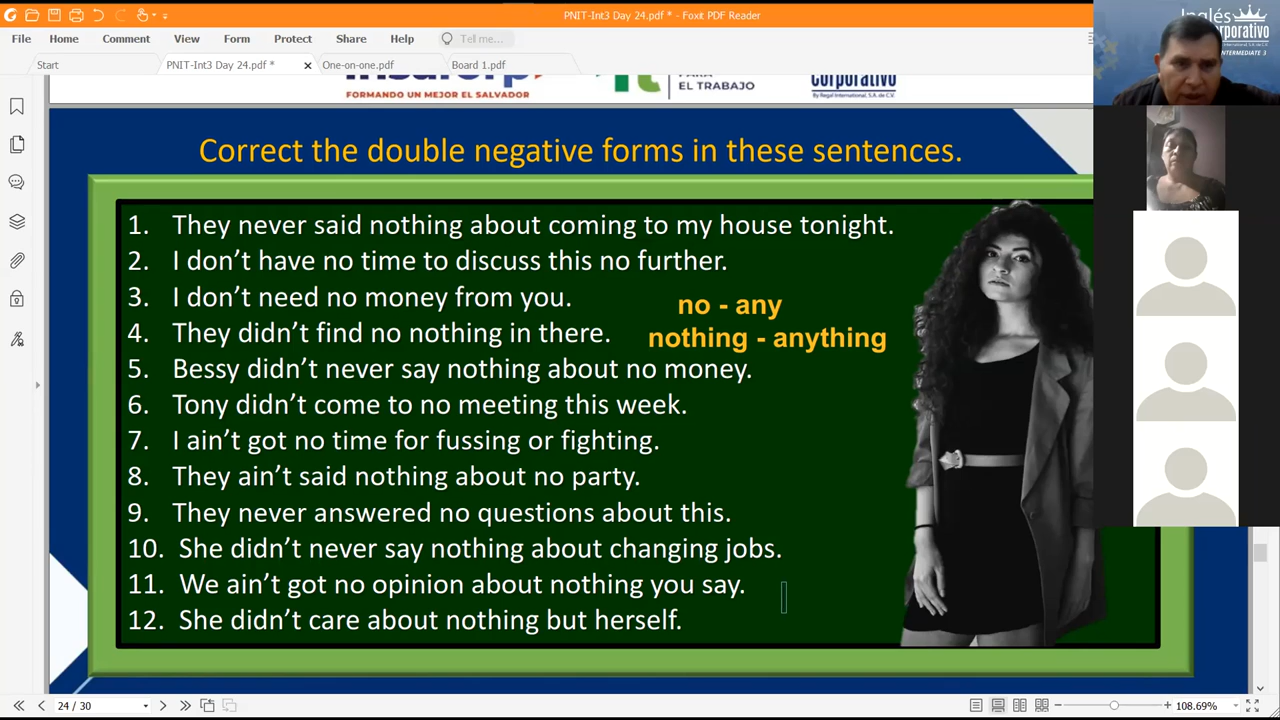 PNIT-Int3 Day 24.pdf * - Foxit PDF Reader
File Home Comment View Form Protect Share Help Tell me...
Start PNIT-Int3 Day 24.pdf * One-on-one.pdf Board 1.pdf
Inglés
corporativo
INTERMEDIATE 3
FORMANDO UN MEJOR EL SALVADOR
PARA
EL TRABAJO
corporativo
By Regal International, S.A. de C.V.
Correct the double negative forms in these sentences.
1. They never said nothing about coming to my house tonight.
2. I don't have no time to discuss this no further.
3. I don't need no money from you.
no - any
4. They didn't find no nothing in there.
nothing - anything
5. Bessy didn't never say nothing about no money.
6. Tony didn't come to no meeting this week.
7. I ain't got no time for fussing or fighting.
8. They ain't said nothing about no party.
9. They never answered no questions about this.
10. She didn't never say nothing about changing jobs.
11. We ain't got no opinion about nothing you say.
12. She didn't care about nothing but herself.
24 / 30
108.69%